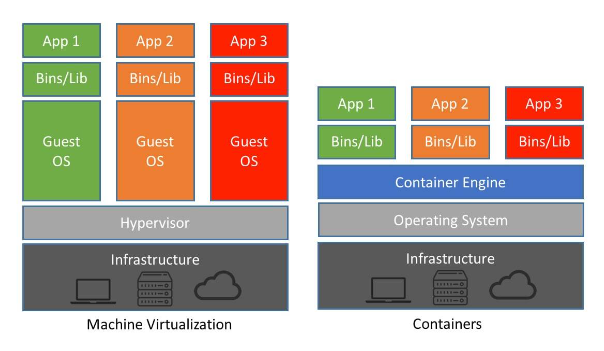 App 1
App 2
App 3
Bins/Lib
Bins/Lib
Bins/Lib
Guest
OS
Guest
OS
Guest
OS
Hypervisor
Infrastructure
Machine Virtualization
App 1
App 2
App 3
Bins/Lib
Bins/Lib
Bins/Lib
Container Engine
Operating System
Infrastructure
Containers